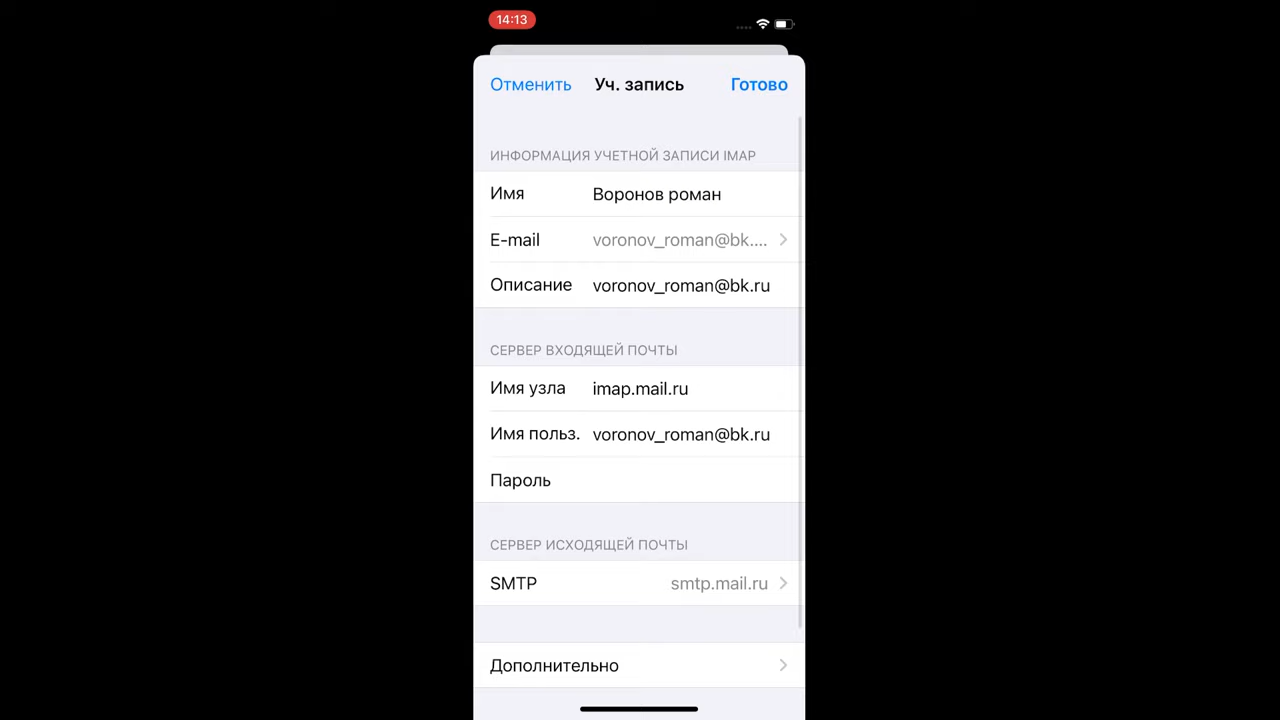 14:13
Отменить Уч. запись Готово
ИНФОРМАЦИЯ УЧЕТНОЙ ЗАПИСИ IMAP
Имя Воронов роман
E-mail voronov_roman@bk....
Описание voronov_roman@bk.ru
СЕРВЕР ВХОДЯЩЕЙ ПОЧТЫ
Имя узла imap.mail.ru
Имя польз. voronov_roman@bk.ru
Пароль
СЕРВЕР ИСХОДЯЩЕЙ ПОЧТЫ
SMTP smtp.mail.ru
Дополнительно